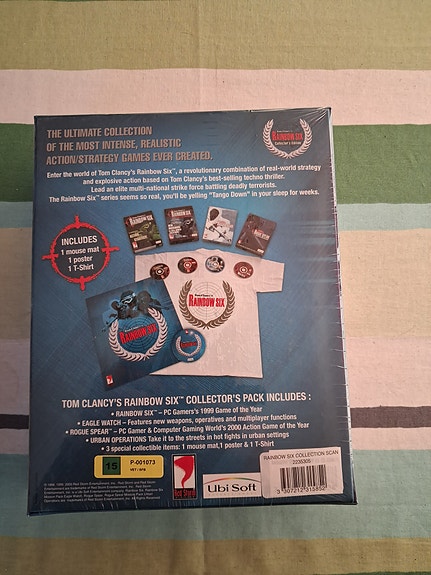 THE ULTIMATE COLLECTION
OF THE MOST INTENSE, REALISTIC
ACTION/STRATEGY GAMES EVER CREATED.
RAINBOW SIX
Collector's
Enter the world of Tom Clancy's Rainbow Six™, a revolutionary combination of real-world strategy
and explosive action based on Tom Clancy's best-selling techno thriller.
Lead an elite multi-national strike force battling deadly terrorists.
The Rainbow Six™ series seems so real, you'll be yelling "Tango Down" in your sleep for weeks.
INCLUDES
1 mouse mat
1 poster
1 T-Shirt
RAINBOW SIX
RAINBOW SIX
TOM CLANCY'S RAINBOW SIX™ COLLECTOR'S PACK INCLUDES :
• RAINBOW SIX™ – PC Gamers's 1999 Game of the Year
• EAGLE WATCH – Features new weapons, operatives and multiplayer functions
• ROGUE SPEAR™ – PC Gamer & Computer Gaming World's 2000 Action Game of the Year
• URBAN OPERATIONS Take it to the streets in hot fights in urban settings
• 3 special collectible items: 1 mouse mat,1 poster & 1 T-Shirt
15
P-001073
Red Storm
Ubi Soft
RAINBOW SIX COLLECTION SCAN
2235305
3 307212 315852